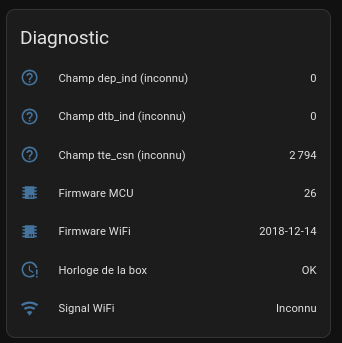 Diagnostic
Champ dep_ind (inconnu) 0
Champ dtb_ind (inconnu) 0
Champ tte_csn (inconnu) 2 794
Firmware MCU 26
Firmware WiFi 2018-12-14
Horloge de la box OK
Signal WiFi Inconnu